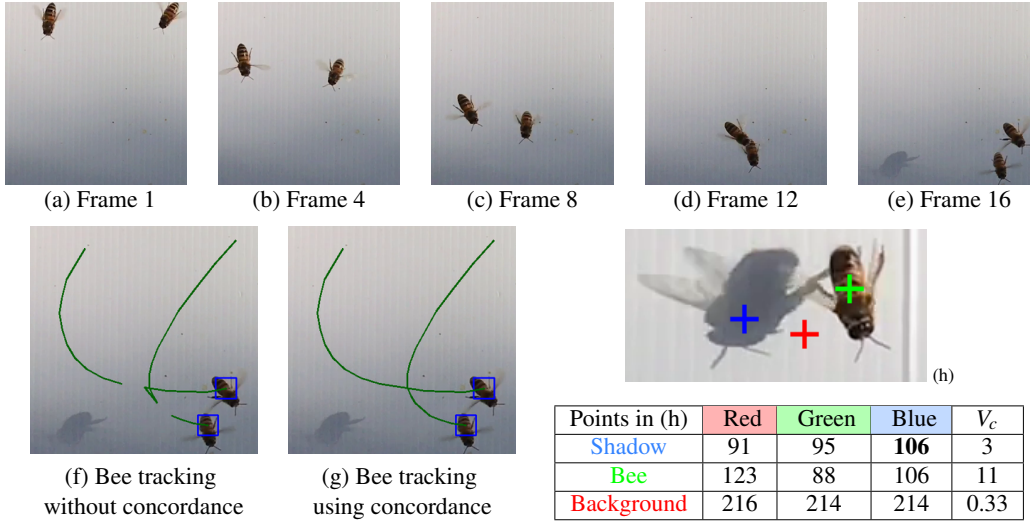 (a) Frame 1
(b) Frame 4
(c) Frame 8
(d) Frame 12
(e) Frame 16
(f) Bee tracking
without concordance
(g) Bee tracking
using concordance
(h)
Points in (h) Red Green Blue V_c
Shadow 91 95 106 3
Bee 123 88 106 11
Background 216 214 214 0.33